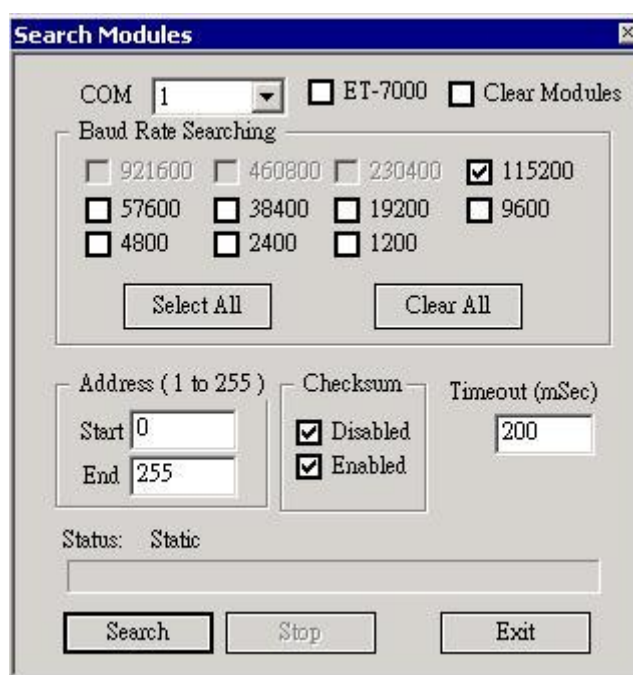 Search Modules
COM 1 ET-7000 Clear Modules
Baud Rate Searching
921600 460800 230400 115200
57600 38400 19200 9600
4800 2400 1200
Select All Clear All
Address ( 1 to 255 ) Checksum Timeout (mSec)
Start 0 Disabled 200
End 255 Enabled
Status: Static
Search Stop Exit